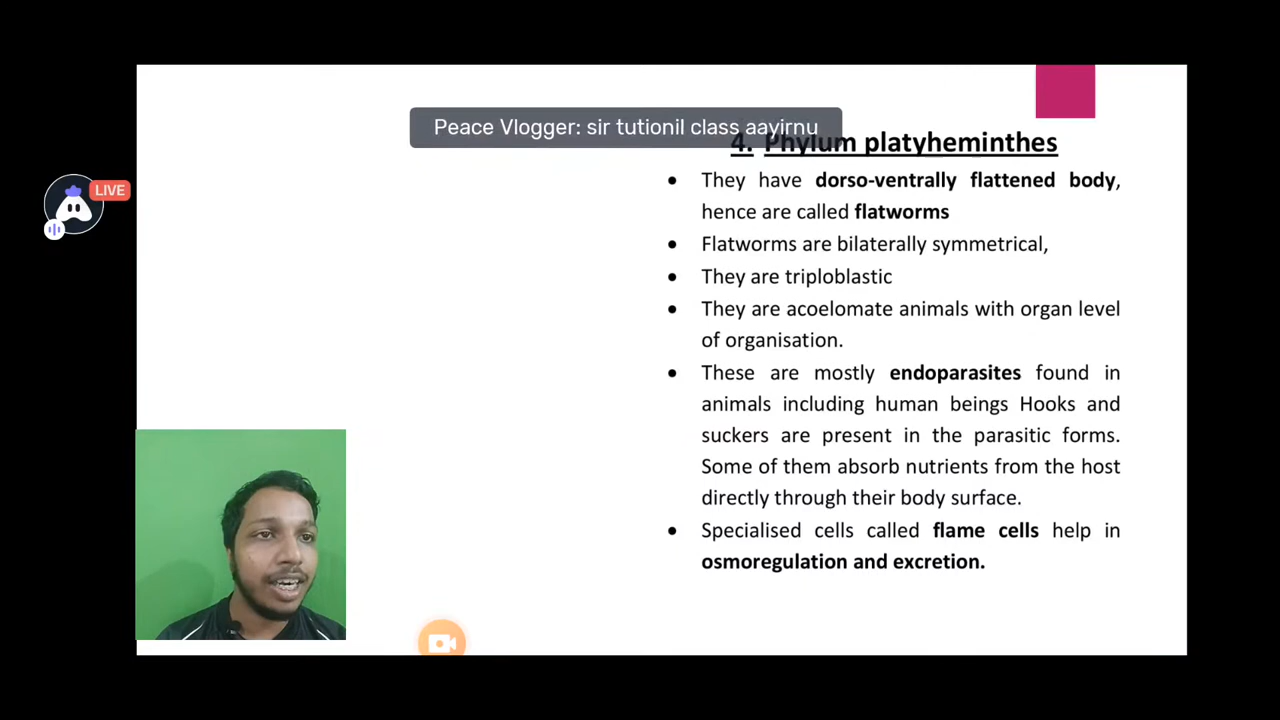 Peace Vlogger: sir tutionil class aayirnu
LIVE
4. Phylum platyheminthes
• They have dorso-ventrally flattened body,
hence are called flatworms
• Flatworms are bilaterally symmetrical,
• They are triploblastic
• They are acoelomate animals with organ level
of organisation.
• These are mostly endoparasites found in
animals including human beings Hooks and
suckers are present in the parasitic forms.
Some of them absorb nutrients from the host
directly through their body surface.
• Specialised cells called flame cells help in
osmoregulation and excretion.